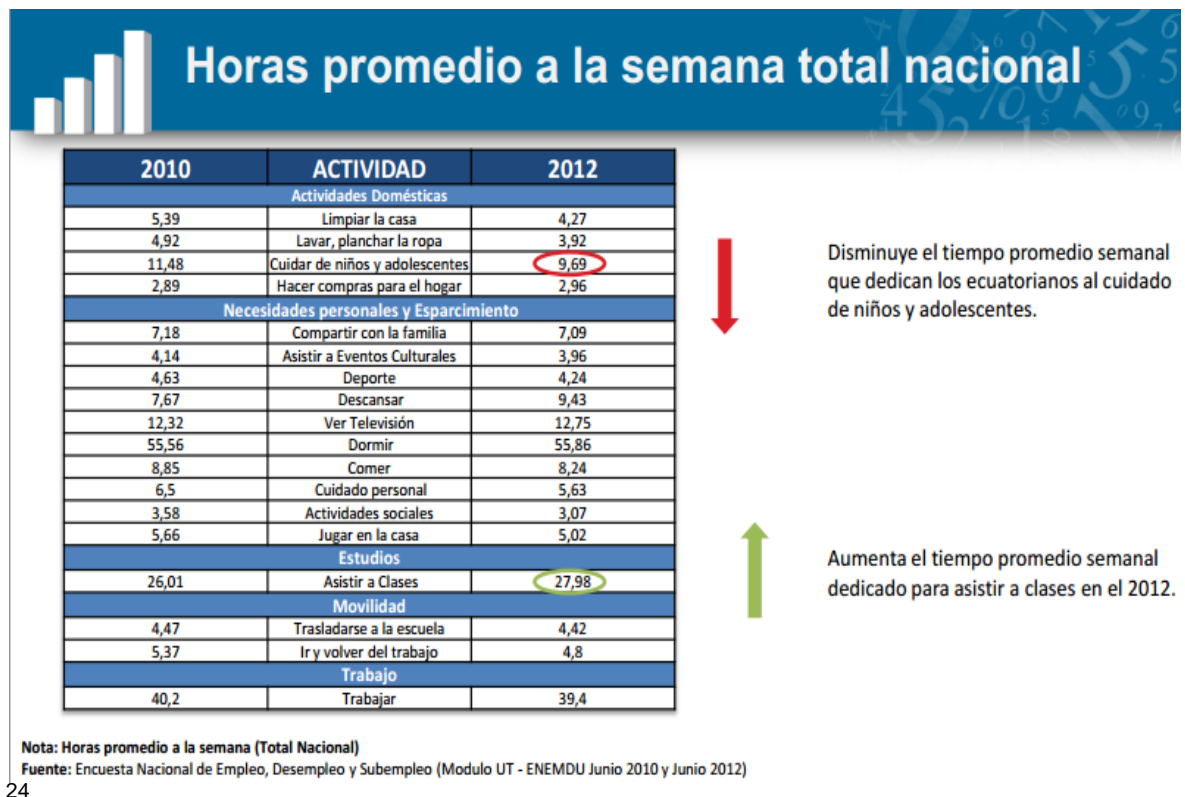 Horas promedio a la semana total nacional
2010 ACTIVIDAD 2012
Actividades Domésticas
5,39 Limpiar la casa 4,27
4,92 Lavar, planchar la ropa 3,92
11,48 Cuidar de niños y adolescentes 9,69
2,89 Hacer compras para el hogar 2,96
Necesidades personales y Esparcimiento
7,18 Compartir con la familia 7,09
4,14 Asistir a Eventos Culturales 3,96
4,63 Deporte 4,24
7,67 Descansar 9,43
12,32 Ver Televisión 12,75
55,56 Dormir 55,86
8,85 Comer 8,24
6,5 Cuidado personal 5,63
3,58 Actividades sociales 3,07
5,66 Jugar en la casa 5,02
Estudios
26,01 Asistir a Clases 27,98
Movilidad
4,47 Trasladarse a la escuela 4,42
5,37 Ir y volver del trabajo 4,8
Trabajo
40,2 Trabajar 39,4
Disminuye el tiempo promedio semanal
que dedican los ecuatorianos al cuidado
de niños y adolescentes.
Aumenta el tiempo promedio semanal
dedicado para asistir a clases en el 2012.
Nota: Horas promedio a la semana (Total Nacional)
Fuente: Encuesta Nacional de Empleo, Desempleo y Subempleo (Modulo UT - ENEMDU Junio 2010 y Junio 2012)
24